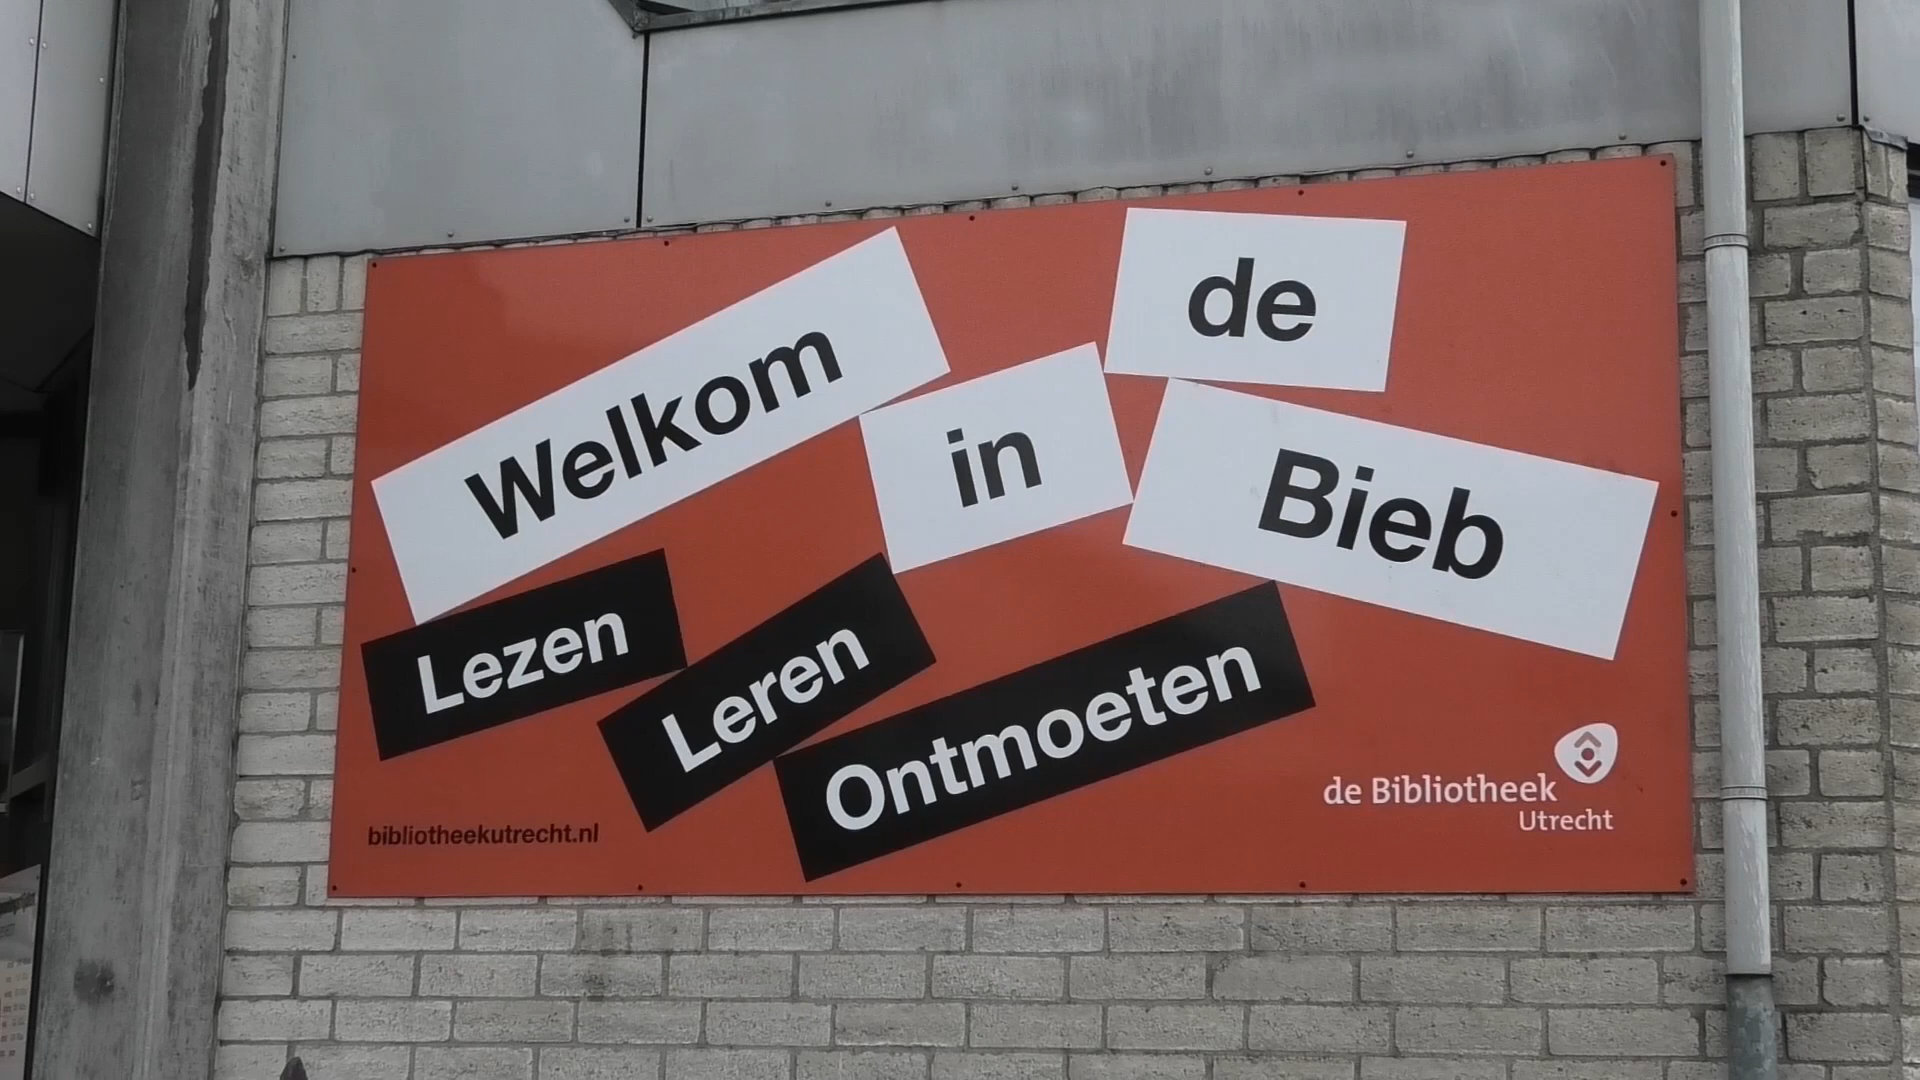 Welkom in de Bieb
Lezen Leren Ontmoeten
bibliotheekutrecht.nl
de Bibliotheek
Utrecht